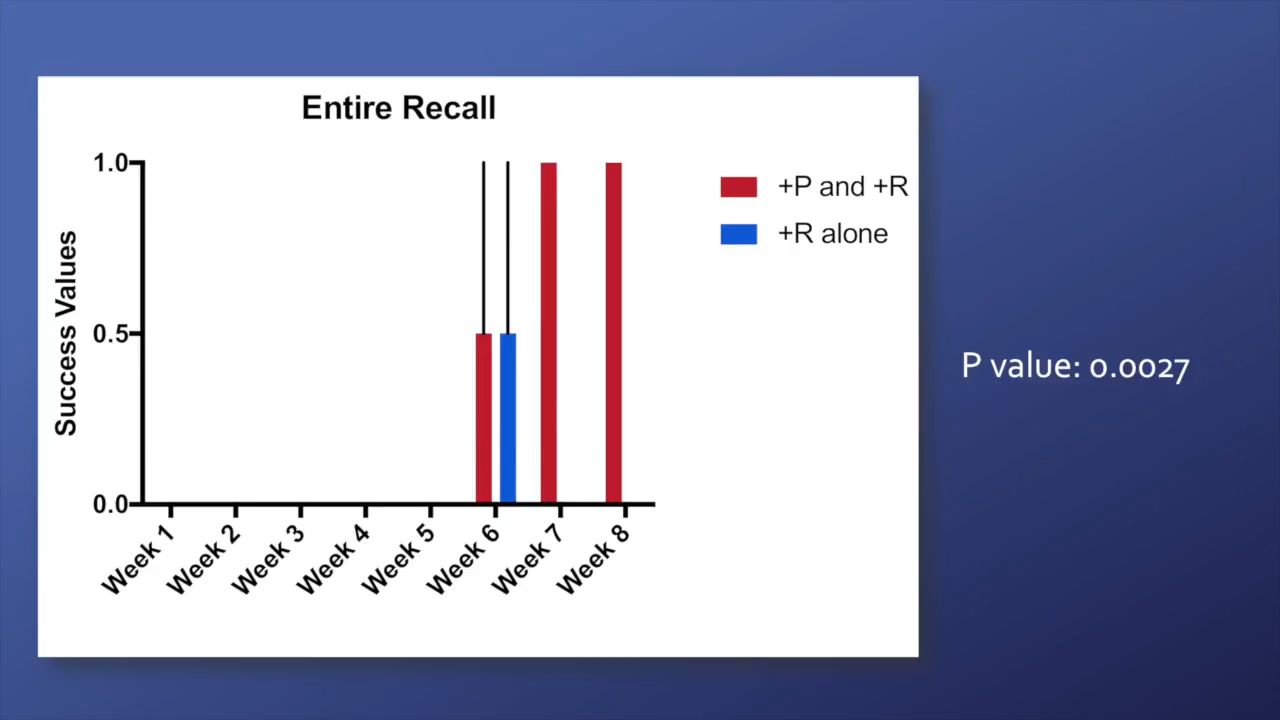 Entire Recall
1.0
0.5
0.0
Success Values
Week 1
Week 2
Week 3
Week 4
Week 5
Week 6
Week 7
Week 8
+P and +R
+R alone
P value: 0.0027